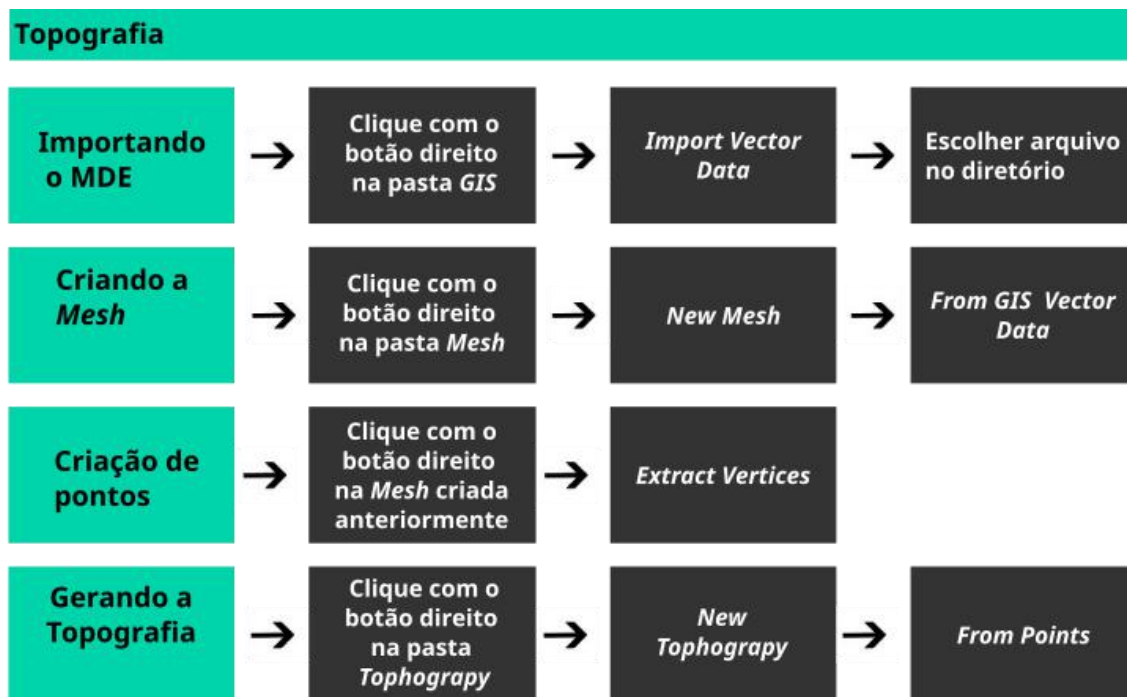 Topografia
Importando
o MDE
Clique com o
botão direito
na pasta GIS
Import Vector
Data
Escolher arquivo
no diretório
Criando a
Mesh
Clique com o
botão direito
na pasta Mesh
New Mesh
From GIS Vector
Data
Criação de
pontos
Clique com o
botão direito
na Mesh criada
anteriormente
Extract Vertices
Gerando a
Topografia
Clique com o
botão direito
na pasta
Tophograpy
New
Tophograpy
From Points